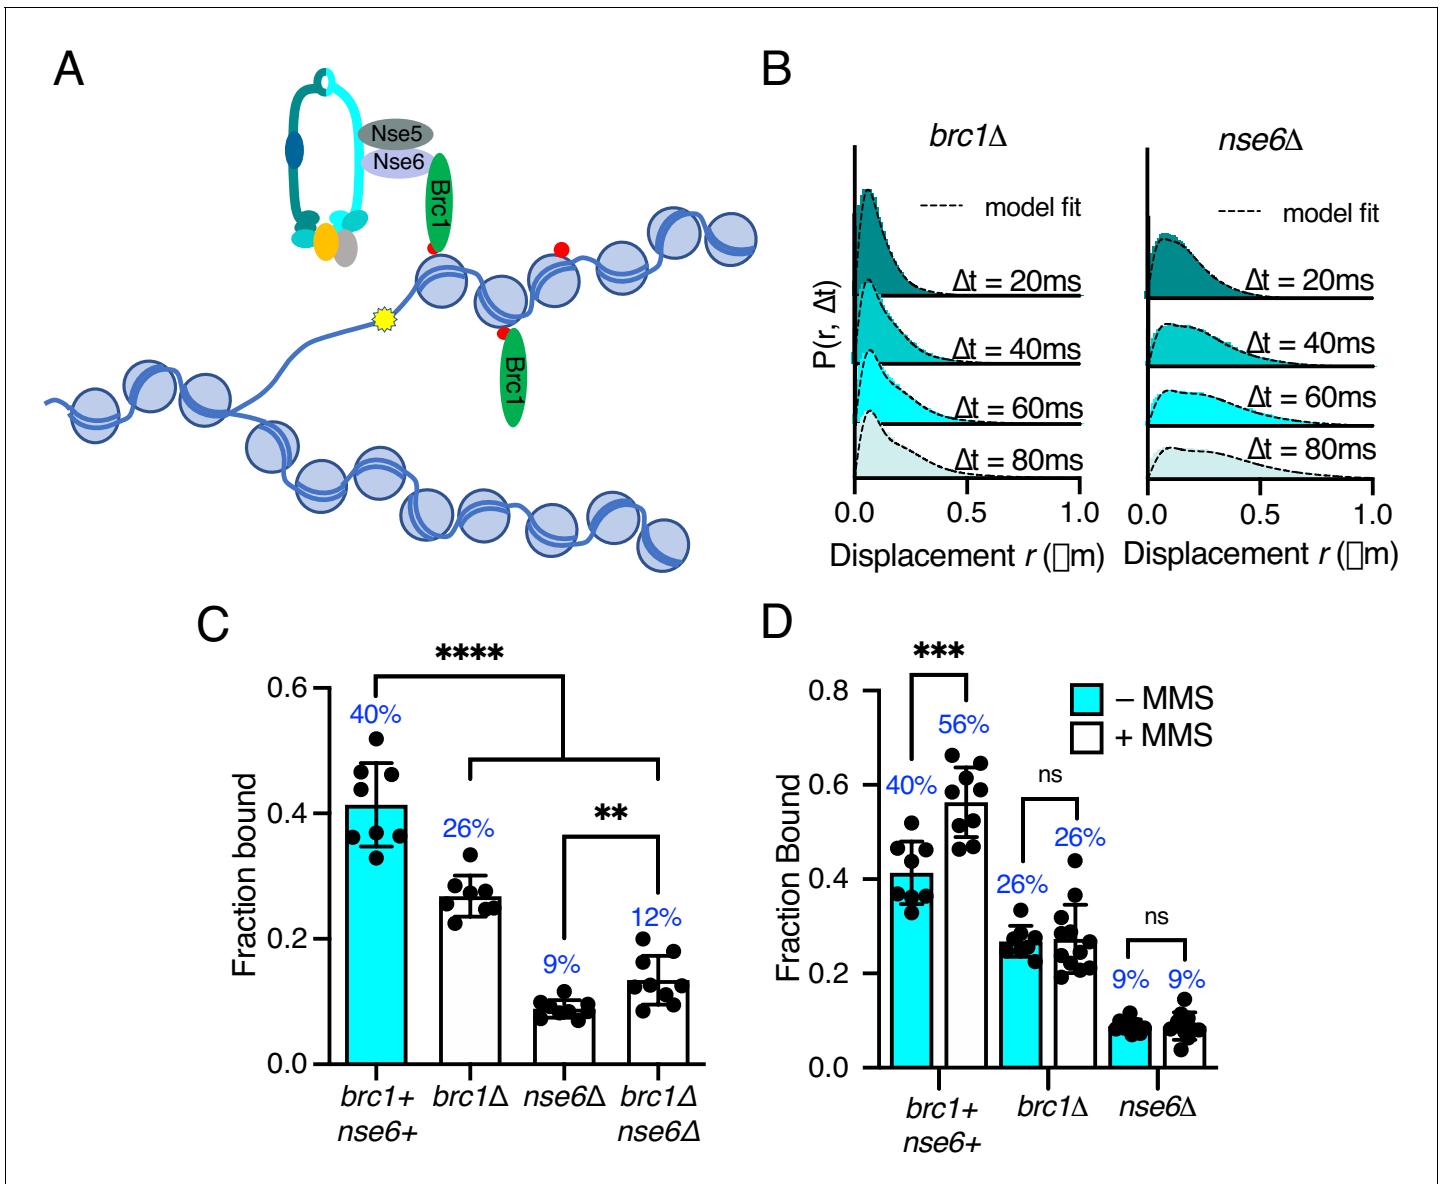 A
Nse5
Nse6
Brc1
Brc1
B
brc1Δ
nse6Δ
model fit
model fit
P(r, Δt)
Δt = 20ms
Δt = 40ms
Δt = 60ms
Δt = 80ms
Δt = 20ms
Δt = 40ms
Δt = 60ms
Δt = 80ms
0.0 0.5 1.0
0.0 0.5 1.0
Displacement r (□m)
Displacement r (□m)
C
****
**
Fraction bound
0.6
0.4
0.2
0.0
40%
26%
9%
12%
brc1+
nse6+
brc1Δ
nse6Δ
brc1Δ
nse6Δ
D
***
ns
ns
– MMS
+ MMS
Fraction Bound
0.8
0.6
0.4
0.2
0.0
40%
56%
26%
26%
9%
9%
brc1+
nse6+
brc1Δ
nse6Δ